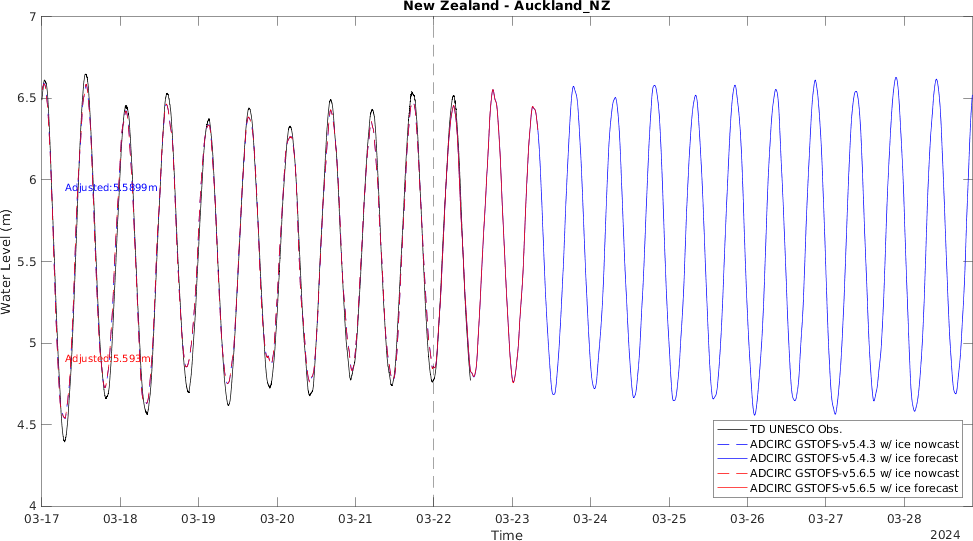 New Zealand - Auckland_NZ
7
6.5
6
5.5
5
4.5
4
Water Level (m)
Adjusted:5.5899m
Adjusted:5.593m
TD UNESCO Obs.
ADCIRC GSTOFS-v5.4.3 w/ ice nowcast
ADCIRC GSTOFS-v5.4.3 w/ ice forecast
ADCIRC GSTOFS-v5.6.5 w/ ice nowcast
ADCIRC GSTOFS-v5.6.5 w/ ice forecast
03-17 03-18 03-19 03-20 03-21 03-22 03-23 03-24 03-25 03-26 03-27 03-28
Time
2024